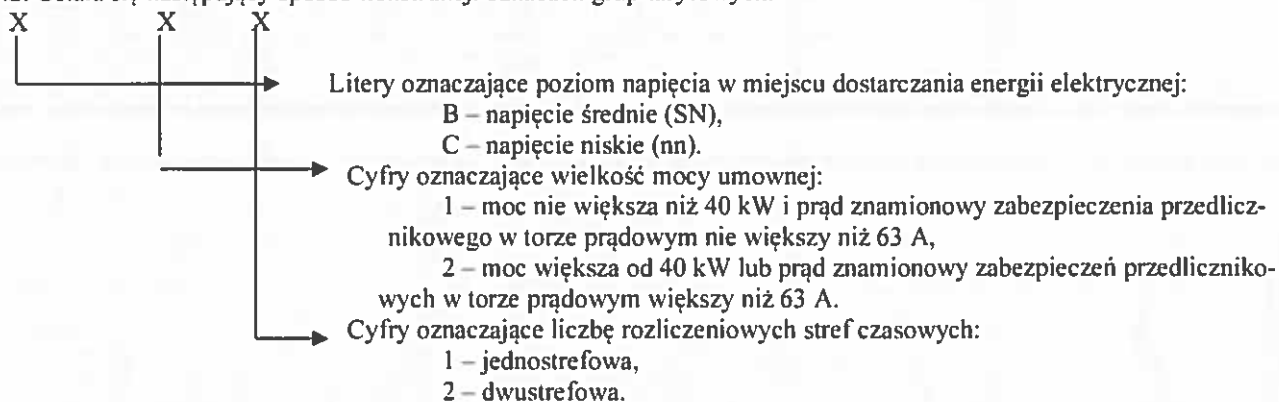 X X X
Litery oznaczające poziom napięcia w miejscu dostarczania energii elektrycznej:
B – napięcie średnie (SN),
C – napięcie niskie (nn).
Cyfry oznaczające wielkość mocy umownej:
1 – moc nie większa niż 40 kW i prąd znamionowy zabezpieczenia przedlicz-
nikowego w torze prądowym nie większy niż 63 A,
2 – moc większa od 40 kW lub prąd znamionowy zabezpieczeń przedliczniko-
wych w torze prądowym większy niż 63 A.
Cyfry oznaczające liczbę rozliczeniowych stref czasowych:
1 – jednostrefowa,
2 – dwustrefowa.